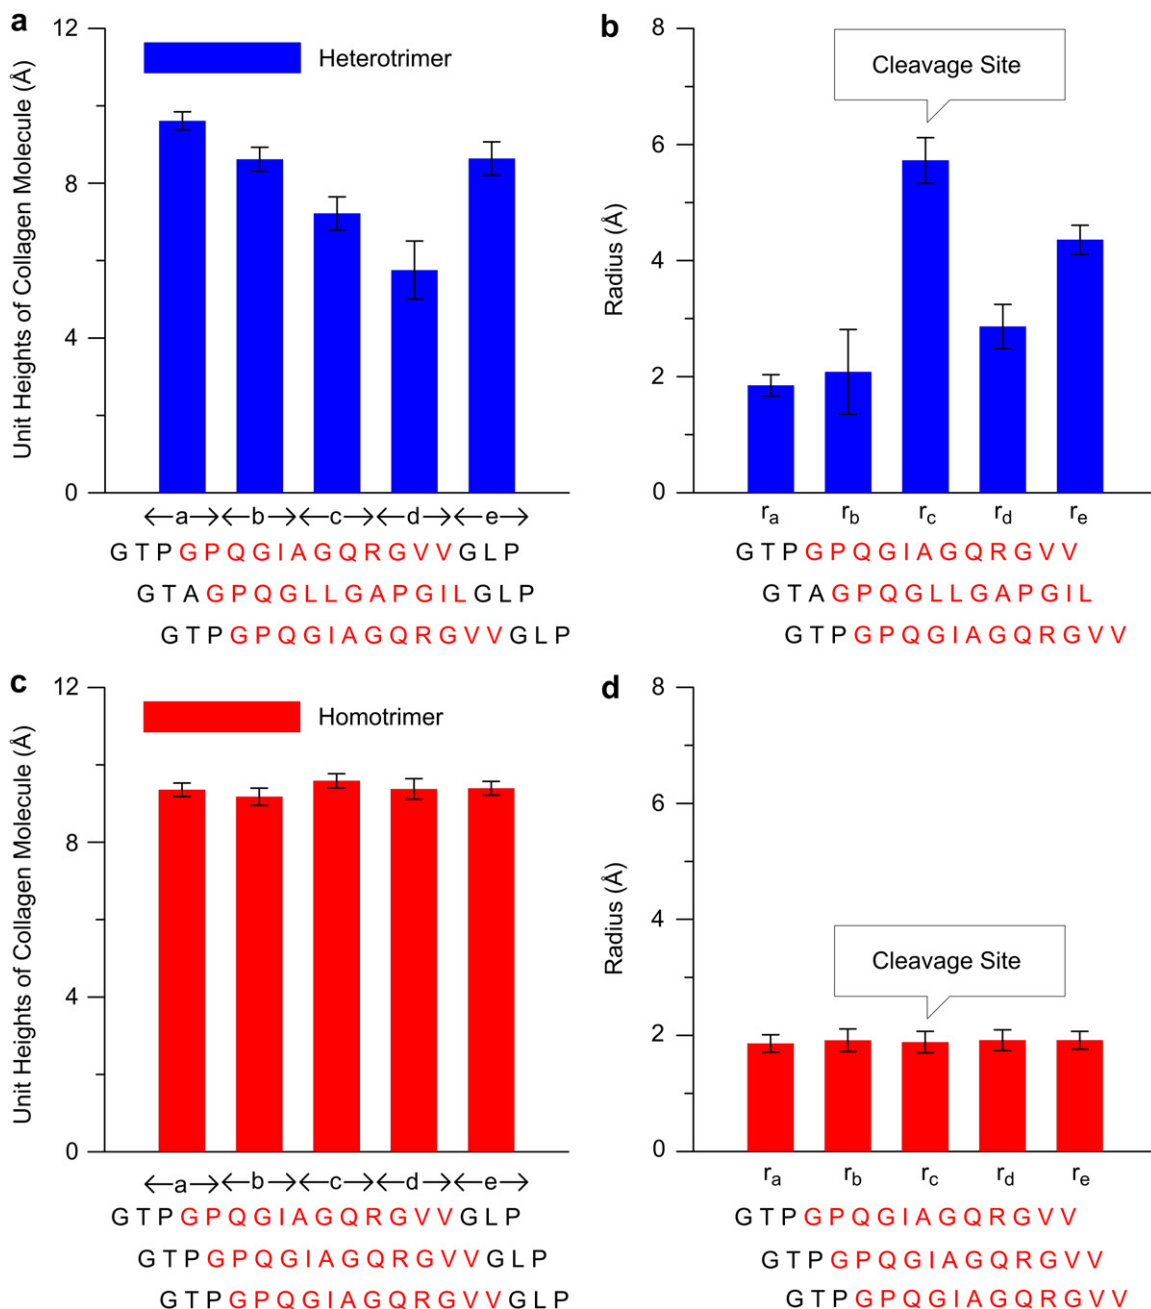 a
12
8
4
0
Unit Heights of Collagen Molecule (Å)
Heterotrimer
a b c d e
G T P G P Q G I A G Q R G V V G L P
G T A G P Q G L L G A P G I L G L P
G T P G P Q G I A G Q R G V V G L P
b
8
6
4
2
0
Radius (Å)
Cleavage Site
ra rb rc rd re
G T P G P Q G I A G Q R G V V
G T A G P Q G L L G A P G I L
G T P G P Q G I A G Q R G V V
c
12
8
4
0
Unit Heights of Collagen Molecule (Å)
Homotrimer
a b c d e
G T P G P Q G I A G Q R G V V G L P
G T P G P Q G I A G Q R G V V G L P
G T P G P Q G I A G Q R G V V G L P
d
8
6
4
2
0
Radius (Å)
Cleavage Site
ra rb rc rd re
G T P G P Q G I A G Q R G V V
G T P G P Q G I A G Q R G V V
G T P G P Q G I A G Q R G V V